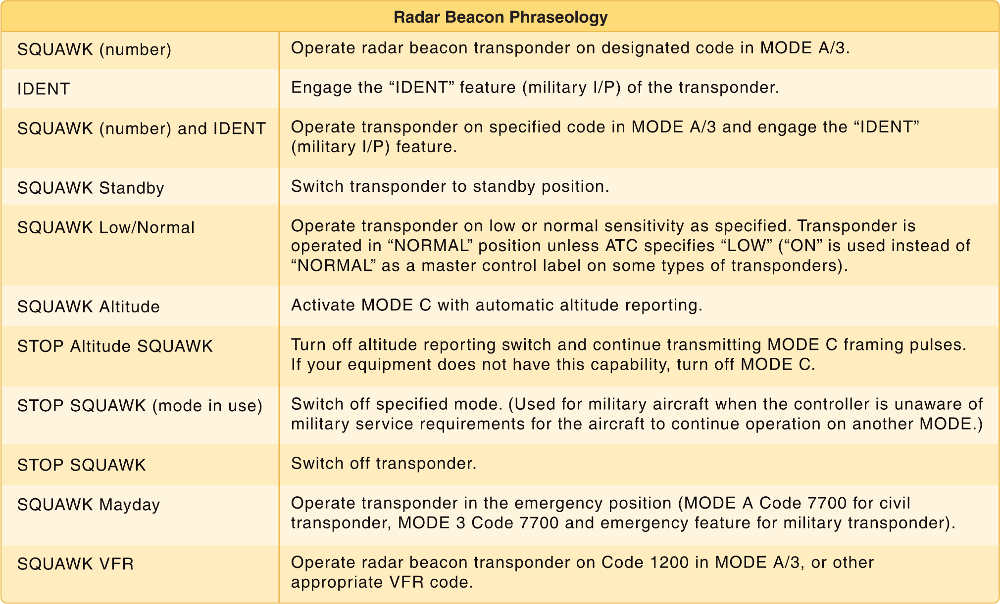 Radar Beacon Phraseology
SQUAWK (number)
Operate radar beacon transponder on designated code in MODE A/3.
IDENT
Engage the “IDENT” feature (military I/P) of the transponder.
SQUAWK (number) and IDENT
Operate transponder on specified code in MODE A/3 and engage the “IDENT”
(military I/P) feature.
SQUAWK Standby
Switch transponder to standby position.
SQUAWK Low/Normal
Operate transponder on low or normal sensitivity as specified. Transponder is
operated in “NORMAL” position unless ATC specifies “LOW” (“ON” is used instead of
“NORMAL” as a master control label on some types of transponders).
SQUAWK Altitude
Activate MODE C with automatic altitude reporting.
STOP Altitude SQUAWK
Turn off altitude reporting switch and continue transmitting MODE C framing pulses.
If your equipment does not have this capability, turn off MODE C.
STOP SQUAWK (mode in use)
Switch off specified mode. (Used for military aircraft when the controller is unaware of
military service requirements for the aircraft to continue operation on another MODE.)
STOP SQUAWK
Switch off transponder.
SQUAWK Mayday
Operate transponder in the emergency position (MODE A Code 7700 for civil
transponder, MODE 3 Code 7700 and emergency feature for military transponder).
SQUAWK VFR
Operate radar beacon transponder on Code 1200 in MODE A/3, or other
appropriate VFR code.